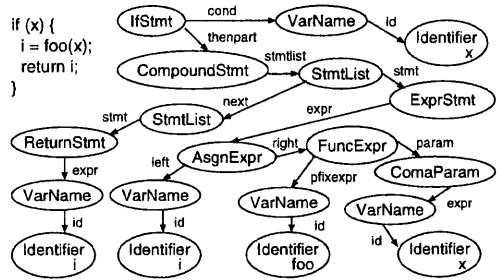 if (x) {
i = foo(x);
return i;
}
IfStmt
cond
VarName
id
Identifier
x
thenpart
CompoundStmt
stmtlist
StmtList
stmt
ExprStmt
next
expr
stmt
StmtList
ReturnStmt
AsgnExpr
right
FuncExpr
param
ComaParam
expr
left
pfixexpr
expr
VarName
VarName
VarName
VarName
id
id
id
id
Identifier
i
Identifier
i
Identifier
foo
Identifier
x